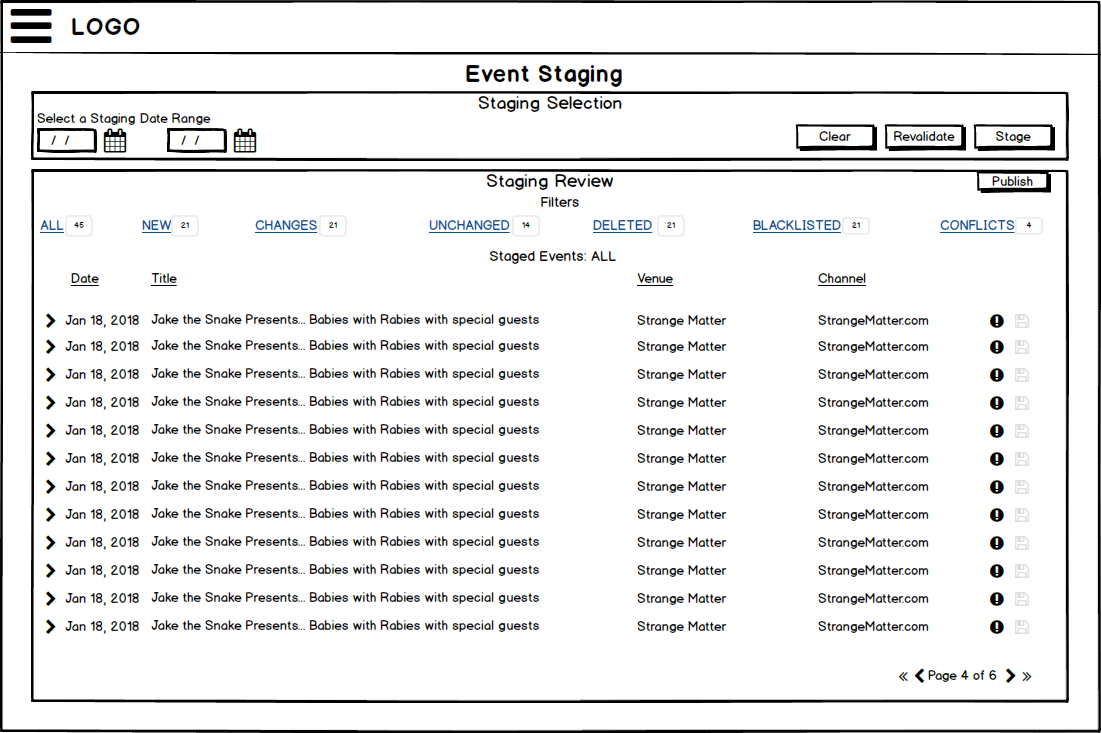 LOGO
Event Staging
Staging Selection
Select a Staging Date Range
/ / / /
Clear Revalidate Stage
Staging Review
Publish
Filters
ALL 45 NEW 21 CHANGES 21 UNCHANGED 14 DELETED 21 BLACKLISTED 21 CONFLICTS 4
Staged Events: ALL
Date Title Venue Channel
Jan 18, 2018 Jake the Snake Presents... Babies with Rabies with special guests Strange Matter StrangeMatter.com
Jan 18, 2018 Jake the Snake Presents... Babies with Rabies with special guests Strange Matter StrangeMatter.com
Jan 18, 2018 Jake the Snake Presents... Babies with Rabies with special guests Strange Matter StrangeMatter.com
Jan 18, 2018 Jake the Snake Presents... Babies with Rabies with special guests Strange Matter StrangeMatter.com
Jan 18, 2018 Jake the Snake Presents... Babies with Rabies with special guests Strange Matter StrangeMatter.com
Jan 18, 2018 Jake the Snake Presents... Babies with Rabies with special guests Strange Matter StrangeMatter.com
Jan 18, 2018 Jake the Snake Presents... Babies with Rabies with special guests Strange Matter StrangeMatter.com
Jan 18, 2018 Jake the Snake Presents... Babies with Rabies with special guests Strange Matter StrangeMatter.com
Jan 18, 2018 Jake the Snake Presents... Babies with Rabies with special guests Strange Matter StrangeMatter.com
Jan 18, 2018 Jake the Snake Presents... Babies with Rabies with special guests Strange Matter StrangeMatter.com
Jan 18, 2018 Jake the Snake Presents... Babies with Rabies with special guests Strange Matter StrangeMatter.com
Jan 18, 2018 Jake the Snake Presents... Babies with Rabies with special guests Strange Matter StrangeMatter.com
« Page 4 of 6 »